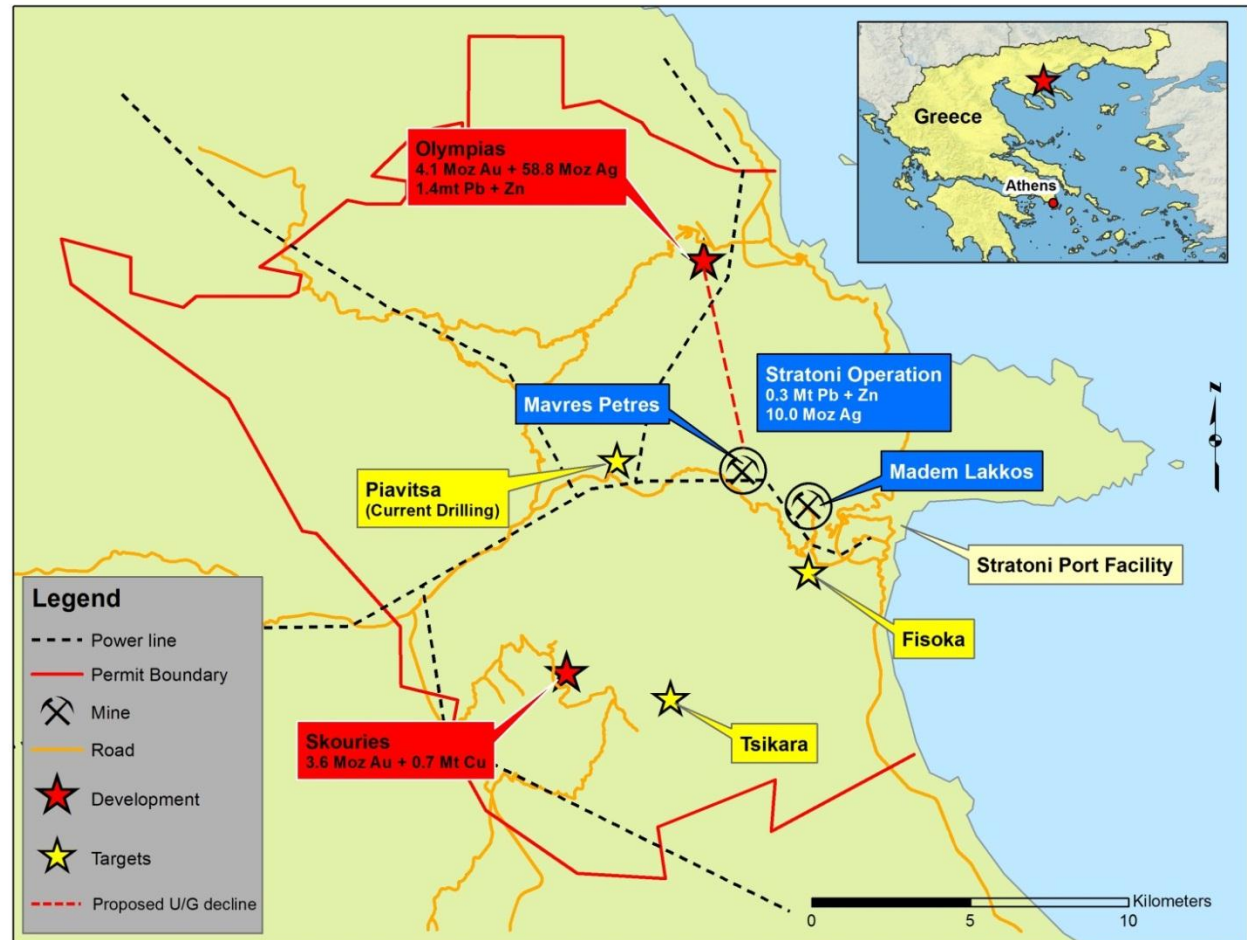 Olympias
4.1 Moz Au + 58.8 Moz Ag
1.4mt Pb + Zn
Greece
Athens
Stratoni Operation
0.3 Mt Pb + Zn
10.0 Moz Ag
Mavres Petres
Madem Lakkos
Piavitsa
(Current Drilling)
Stratoni Port Facility
Fisoka
Tsikara
Skouries
3.6 Moz Au + 0.7 Mt Cu
Legend
Power line
Permit Boundary
Mine
Road
Development
Targets
Proposed U/G decline
N
Kilometers
0 5 10